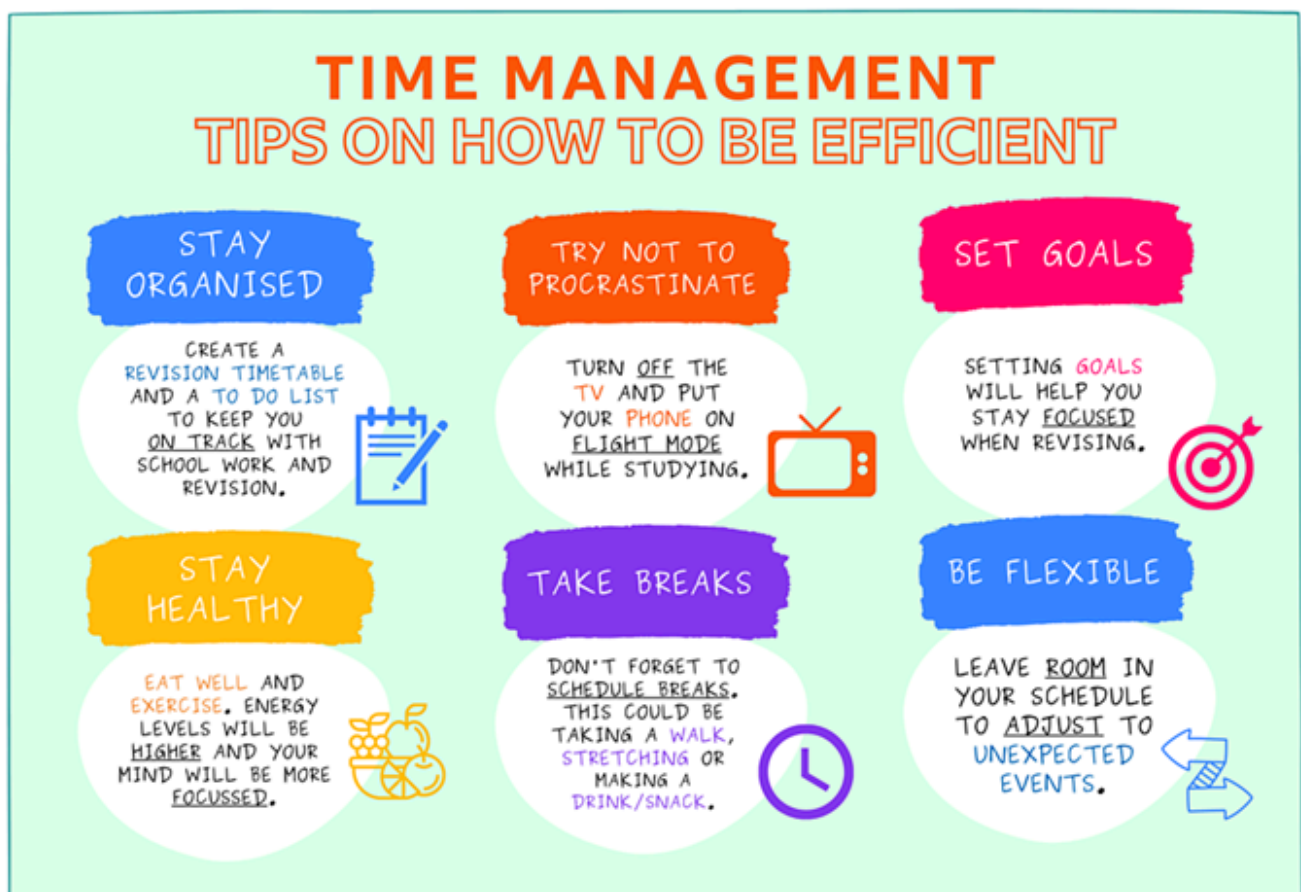 TIME MANAGEMENT
TIPS ON HOW TO BE EFFICIENT
STAY
ORGANISED
CREATE A
REVISION TIMETABLE
AND A TO DO LIST
TO KEEP YOU
ON TRACK WITH
SCHOOL WORK AND
REVISION.
TRY NOT TO
PROCRASTINATE
TURN OFF THE
TV AND PUT
YOUR PHONE ON
FLIGHT MODE
WHILE STUDYING.
SET GOALS
SETTING GOALS
WILL HELP YOU
STAY FOCUSED
WHEN REVISING.
STAY
HEALTHY
EAT WELL AND
EXERCISE. ENERGY
LEVELS WILL BE
HIGHER AND YOUR
MIND WILL BE MORE
FOCUSSED.
TAKE BREAKS
DON'T FORGET TO
SCHEDULE BREAKS.
THIS COULD BE
TAKING A WALK,
STRETCHING OR
MAKING A
DRINK/SNACK.
BE FLEXIBLE
LEAVE ROOM IN
YOUR SCHEDULE
TO ADJUST TO
UNEXPECTED
EVENTS.